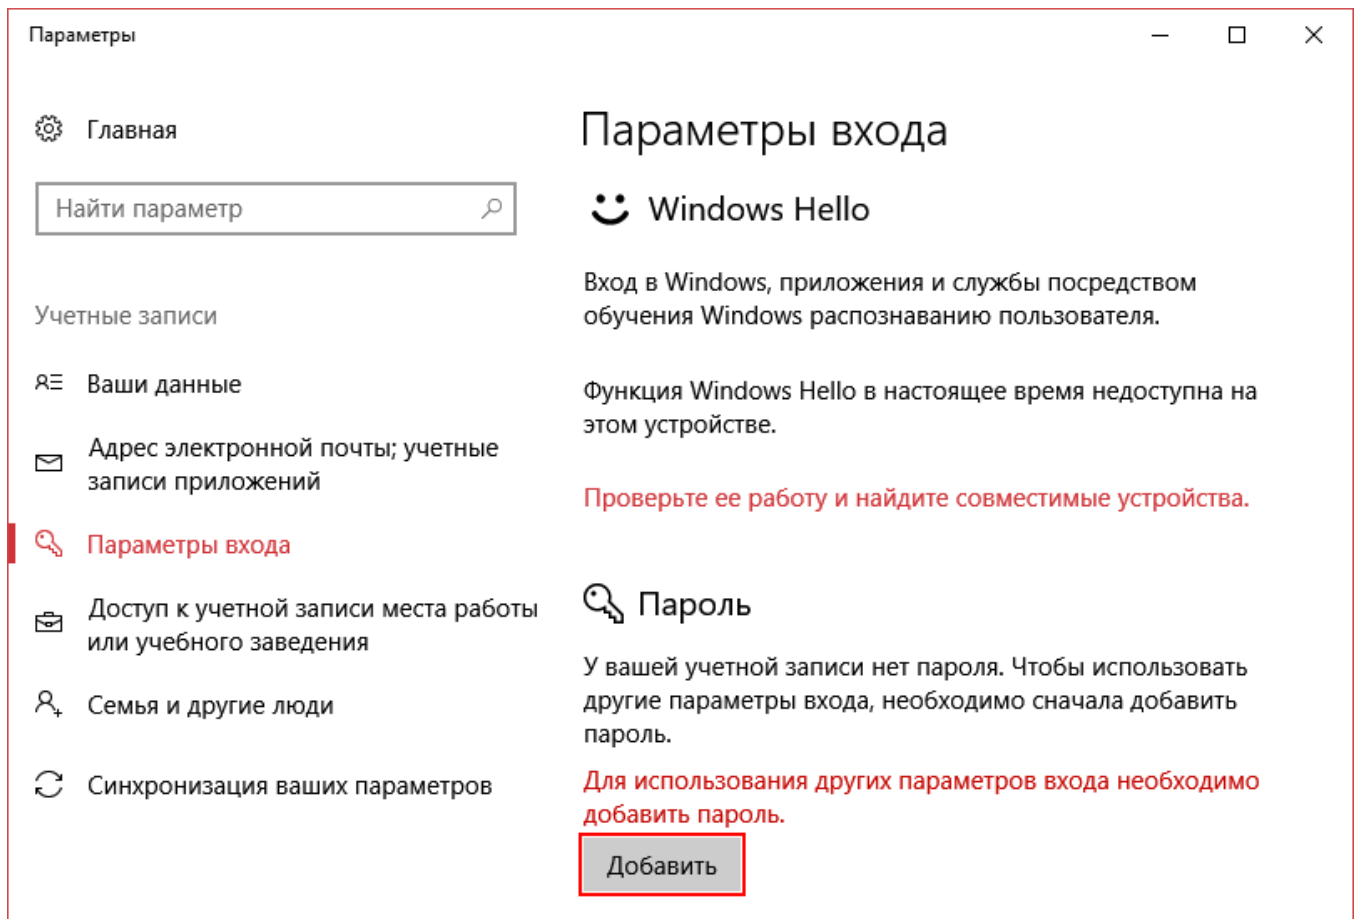 Параметры
Главная
Найти параметр
Учетные записи
Ваши данные
Адрес электронной почты; учетные
записи приложений
Параметры входа
Доступ к учетной записи места работы
или учебного заведения
Семья и другие люди
Синхронизация ваших параметров
Параметры входа
Windows Hello
Вход в Windows, приложения и службы посредством
обучения Windows распознаванию пользователя.
Функция Windows Hello в настоящее время недоступна на
этом устройстве.
Проверьте ее работу и найдите совместимые устройства.
Пароль
У вашей учетной записи нет пароля. Чтобы использовать
другие параметры входа, необходимо сначала добавить
пароль.
Для использования других параметров входа необходимо
добавить пароль.
Добавить